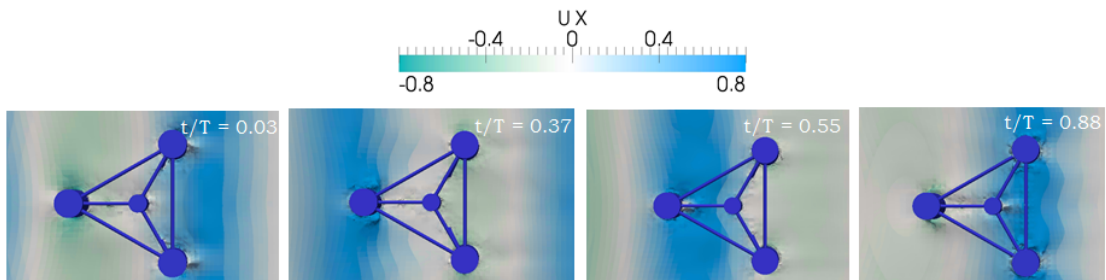 U X
-0.4 0 0.4
-0.8 0.8
t/T = 0.03
t/T = 0.37
t/T = 0.55
t/T = 0.88